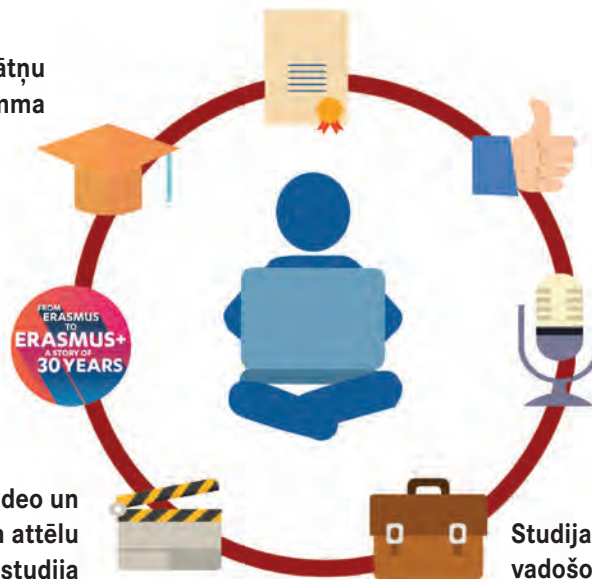 ātņu
mma
FROM
ERASMUS
TO
ERASMUS+
A STORY OF
30 YEARS
deo un
attēlu
studija
Studija
vadošo